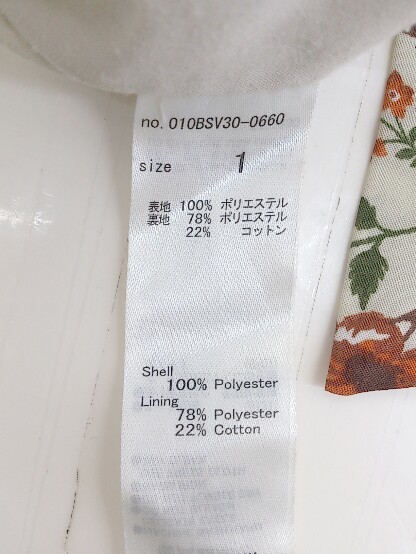 no. 010BSV30-0660
size 1
表地 100% ポリエステル
裏地 78% ポリエステル
22% コットン
Shell
100% Polyester
Lining
78% Polyester
22% Cotton